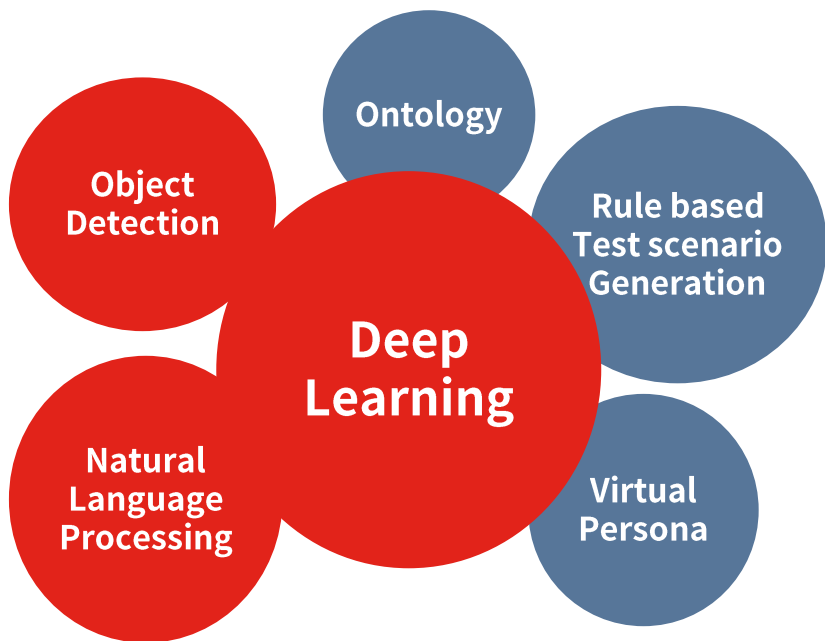 Ontology
Object
Detection
Rule based
Test scenario
Generation
Deep
Learning
Natural
Language
Processing
Virtual
Persona